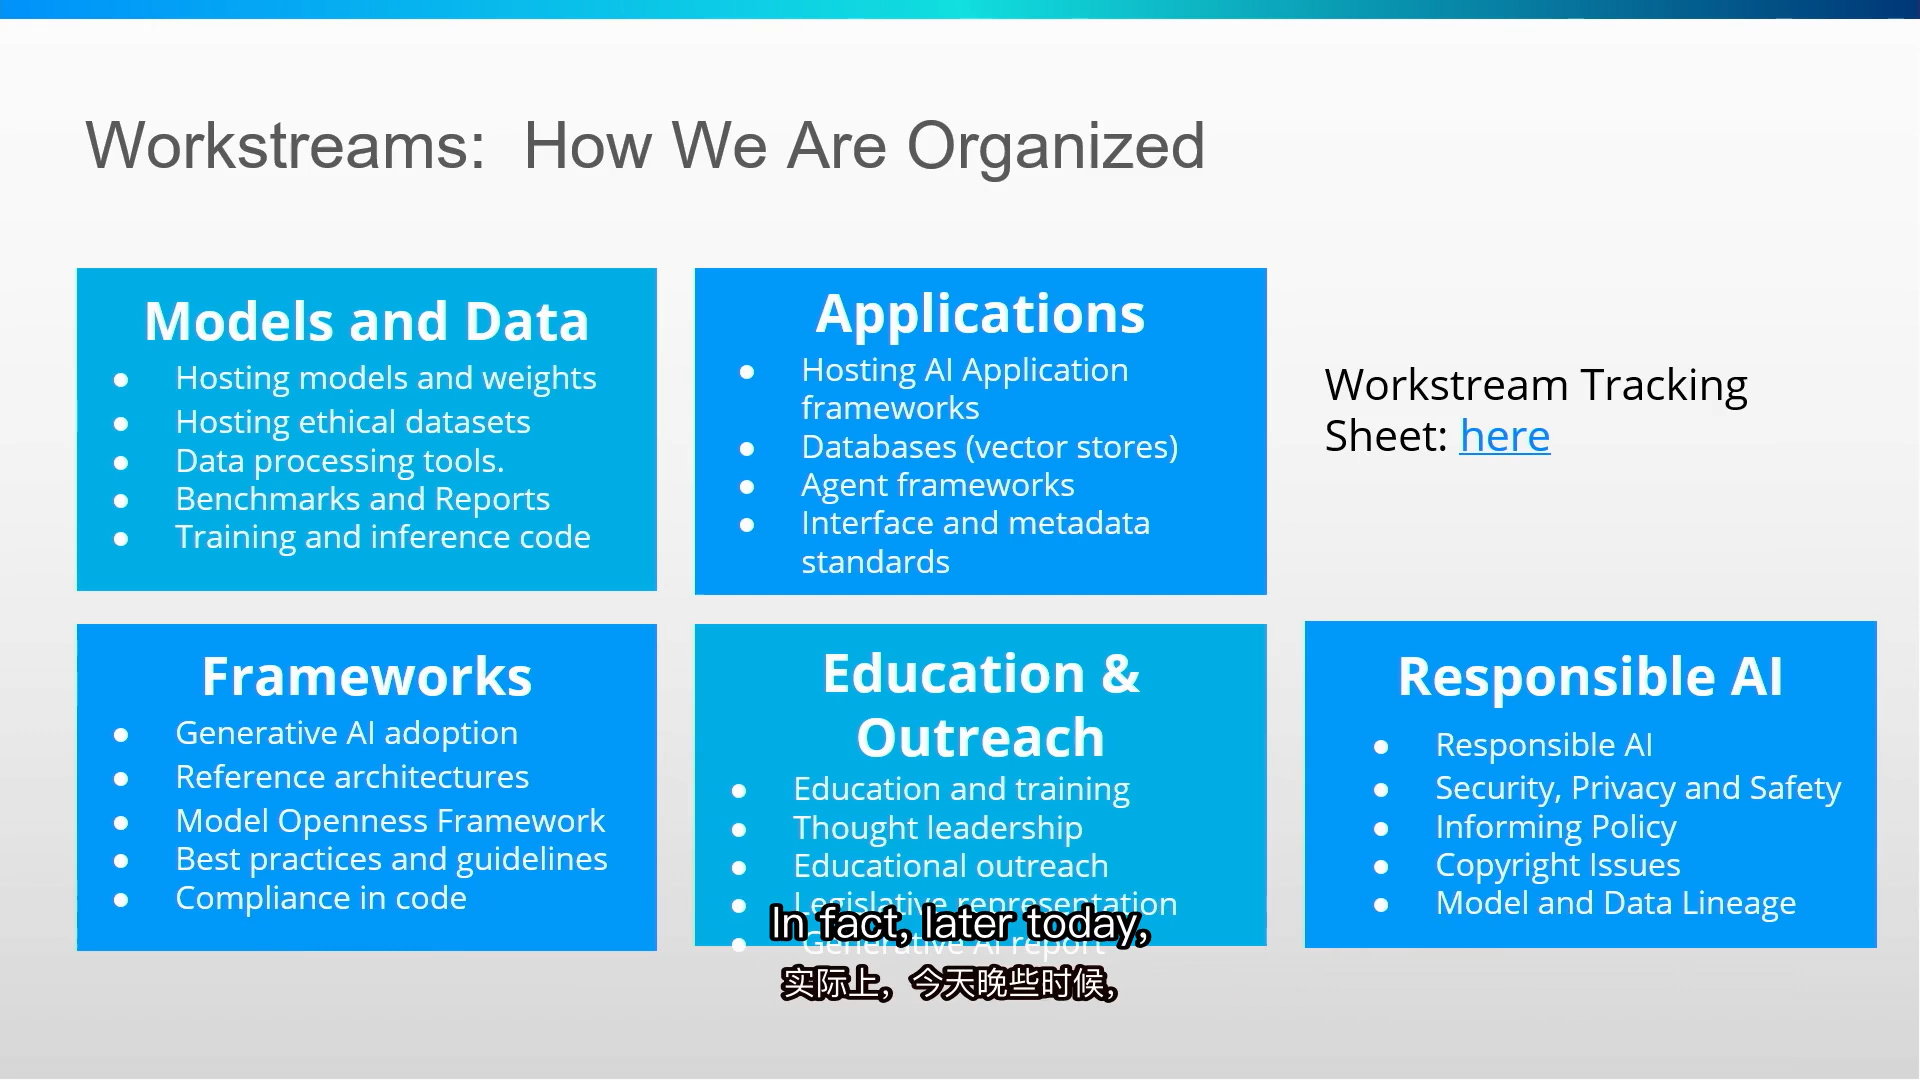 Workstreams: How We Are Organized
Models and Data
● Hosting models and weights
● Hosting ethical datasets
● Data processing tools.
● Benchmarks and Reports
● Training and inference code
Applications
● Hosting AI Application
frameworks
● Databases (vector stores)
● Agent frameworks
● Interface and metadata
standards
Workstream Tracking
Sheet: here
Frameworks
● Generative AI adoption
● Reference architectures
● Model Openness Framework
● Best practices and guidelines
● Compliance in code
Education &
Outreach
● Education and training
● Thought leadership
● Educational outreach
● Legislative representation
● Generative AI report
Responsible AI
● Responsible AI
● Security, Privacy and Safety
● Informing Policy
● Copyright Issues
● Model and Data Lineage
In fact, later today,
实际上，今天晚些时候，